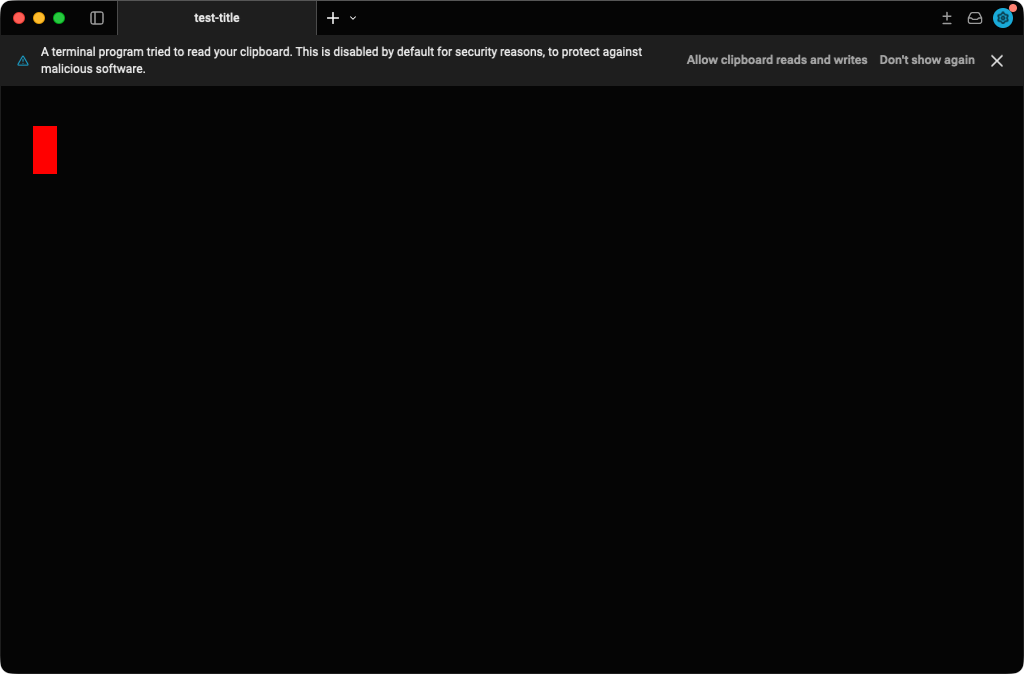 test-title
A terminal program tried to read your clipboard. This is disabled by default for security reasons, to protect against
malicious software.
Allow clipboard reads and writes
Don't show again